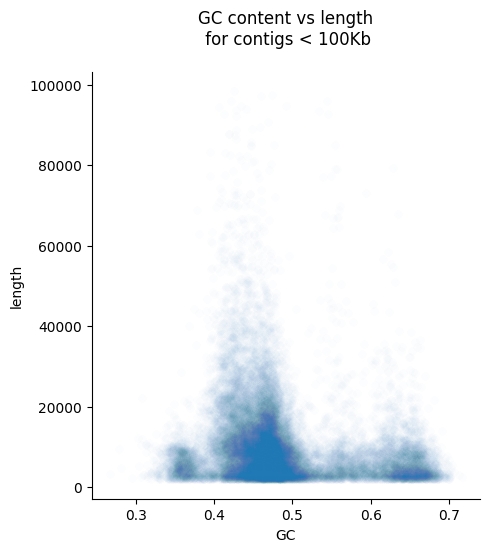 GC content vs length
for contigs < 100Kb
100000
80000
60000
40000
20000
0
length
0.3 0.4 0.5 0.6 0.7
GC